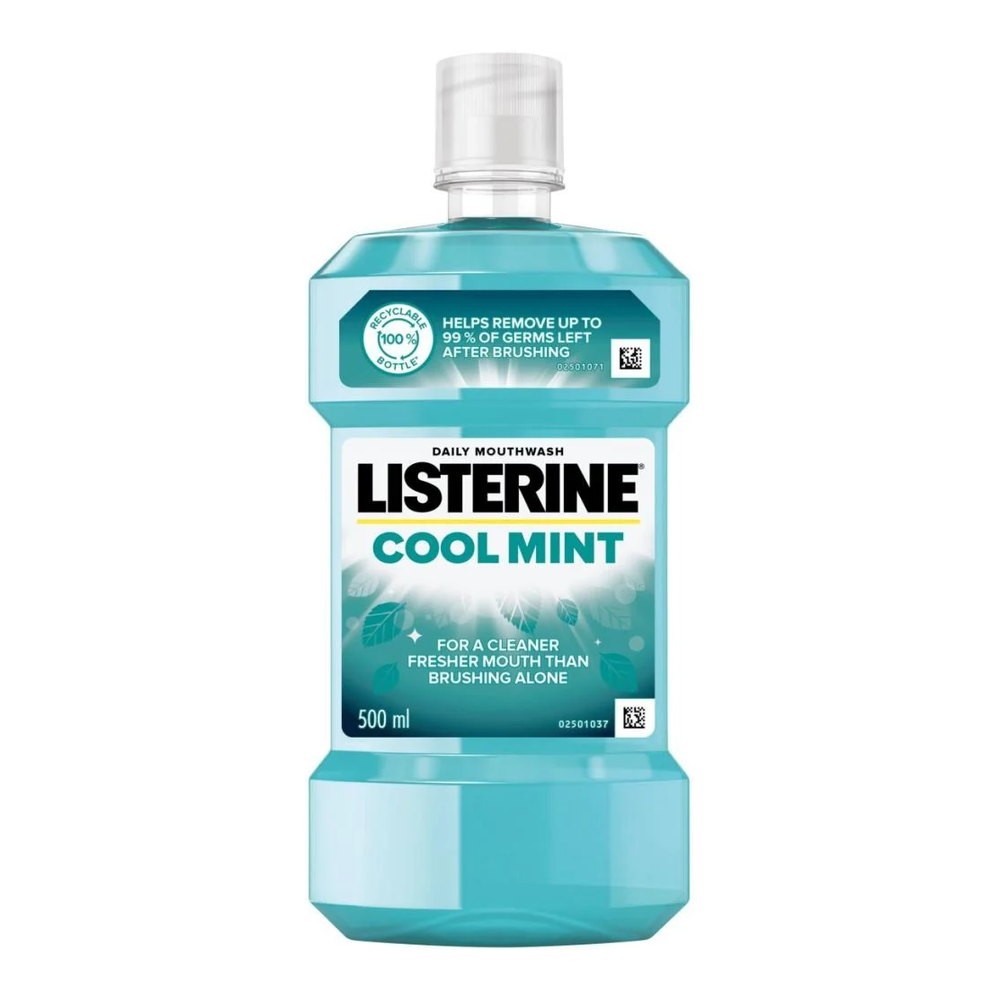 RECYCLABLE
100 %
BOTTLE*
HELPS REMOVE UP TO
99 % OF GERMS LEFT
AFTER BRUSHING
02501071
DAILY MOUTHWASH
LISTERINE®
COOL MINT
FOR A CLEANER
FRESHER MOUTH THAN
BRUSHING ALONE
500 ml
02501037